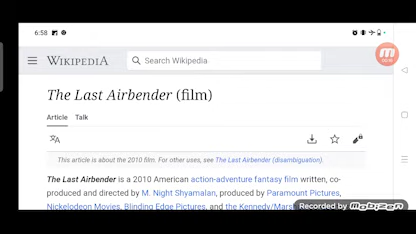 6:58
WIKIPEDIA Search Wikipedia
The Last Airbender (film)
Article Talk
This article is about the 2010 film. For other uses, see The Last Airbender (disambiguation).
The Last Airbender is a 2010 American action-adventure fantasy film written, co-
produced and directed by M. Night Shyamalan, produced by Paramount Pictures,
Nickelodeon Movies, Blinding Edge Pictures, and the Kennedy/Mars
Recorded by MOBIZEN